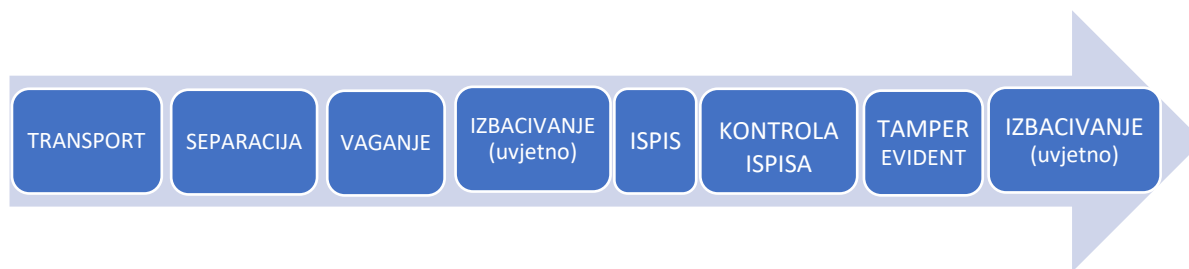 TRANSPORT
SEPARACIJA
VAGANJE
IZBACIVANJE
(uvjetno)
ISPIS
KONTROLA
ISPISA
TAMPER
EVIDENT
IZBACIVANJE
(uvjetno)